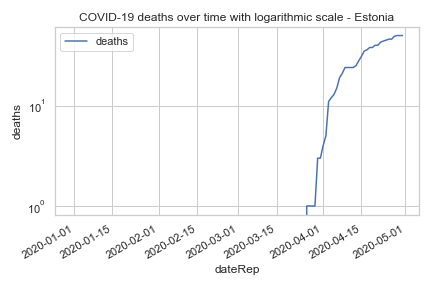 COVID-19 deaths over time with logarithmic scale - Estonia
deaths
deaths
10¹
10⁰
2020-01-01
2020-01-15
2020-02-01
2020-02-15
2020-03-01
2020-03-15
2020-04-01
2020-04-15
2020-05-01
dateRep